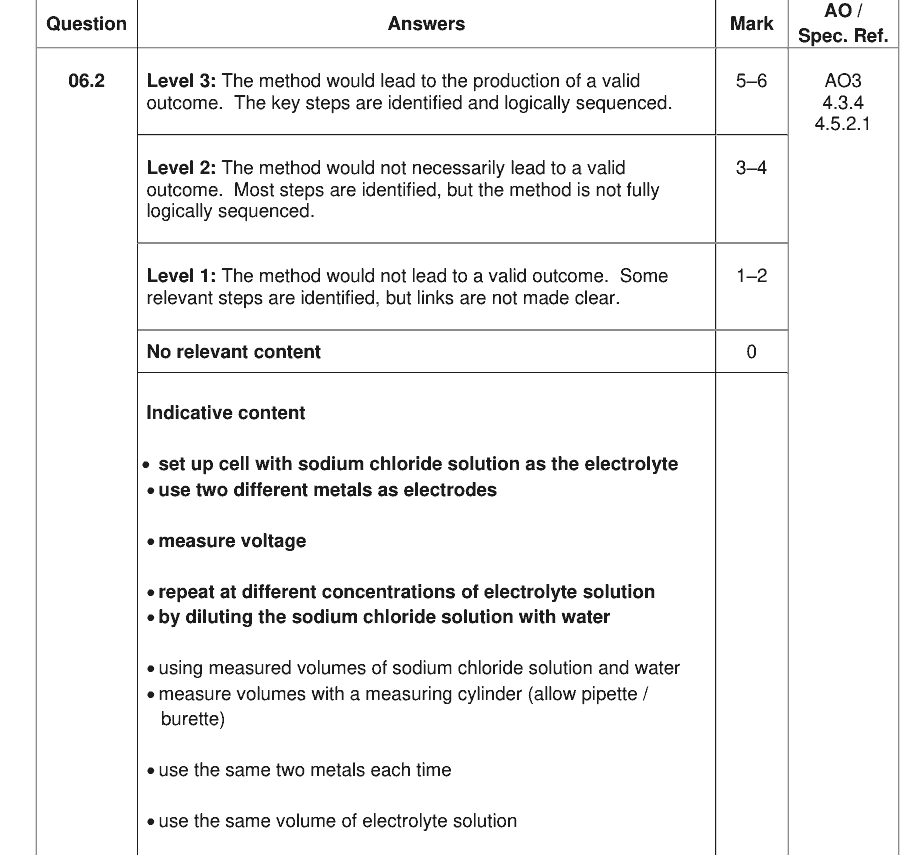 Question Answers Mark AO /
Spec. Ref.
06.2 Level 3: The method would lead to the production of a valid 5–6 AO3
outcome. The key steps are identified and logically sequenced. 4.3.4
4.5.2.1
Level 2: The method would not necessarily lead to a valid 3–4
outcome. Most steps are identified, but the method is not fully
logically sequenced.
Level 1: The method would not lead to a valid outcome. Some 1–2
relevant steps are identified, but links are not made clear.
No relevant content 0
Indicative content
• set up cell with sodium chloride solution as the electrolyte
• use two different metals as electrodes
• measure voltage
• repeat at different concentrations of electrolyte solution
• by diluting the sodium chloride solution with water
• using measured volumes of sodium chloride solution and water
• measure volumes with a measuring cylinder (allow pipette /
burette)
• use the same two metals each time
• use the same volume of electrolyte solution